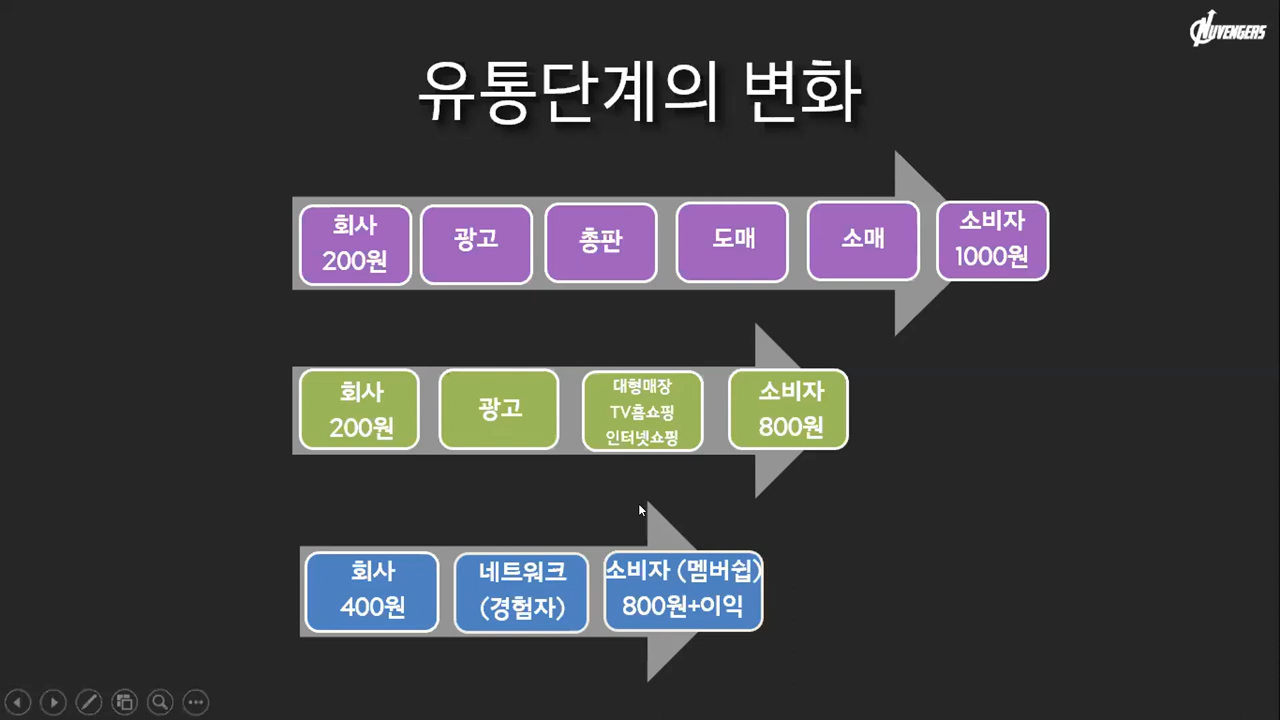 NUVENGERS
유통단계의 변화
회사
200원
광고
총판
도매
소매
소비자
1000원
회사
200원
광고
대형매장
TV홈쇼핑
인터넷쇼핑
소비자
800원
회사
400원
네트워크
(경험자)
소비자 (멤버쉽)
800원+이익